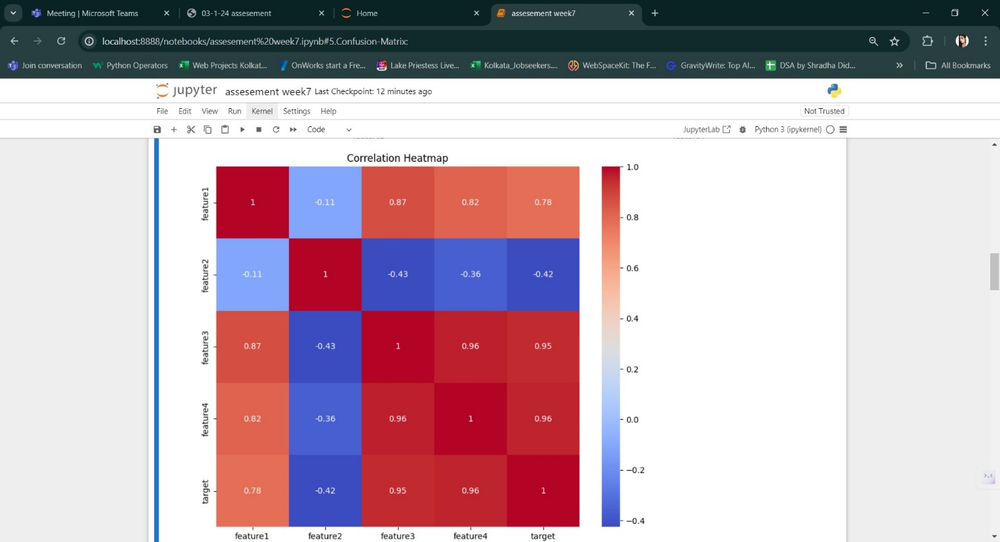 Meeting | Microsoft Teams
03-1-24 assesement
Home
assesement week7
localhost:8888/notebooks/assesement%20week7.ipynb#5.Confusion-Matrix:
Join conversation
Python Operators
Web Projects Kolkat...
OnWorks start a Fre...
Lake Priestess Live...
Kolkata_Jobseekers....
WebSpaceKit: The F...
GravityWrite: Top AI...
DSA by Shradha Did...
All Bookmarks
jupyter assesement week7 Last Checkpoint: 12 minutes ago
File Edit View Run Kernel Settings Help
Not Trusted
Code
JupyterLab
Python 3 (ipykernel)
Correlation Heatmap
feature1 1 -0.11 0.87 0.82 0.78
feature2 -0.11 1 -0.43 -0.36 -0.42
feature3 0.87 -0.43 1 0.96 0.95
feature4 0.82 -0.36 0.96 1 0.96
target 0.78 -0.42 0.95 0.96 1
feature1 feature2 feature3 feature4 target
1.0
0.8
0.6
0.4
0.2
0.0
−0.2
−0.4